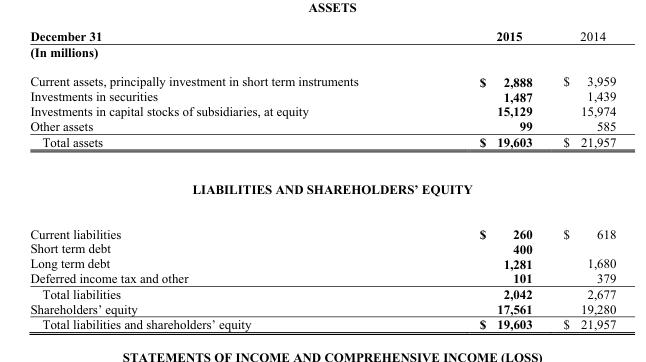 ASSETS
December 31 2015 2014
(In millions)
Current assets, principally investment in short term instruments $ 2,888 $ 3,959
Investments in securities 1,487 1,439
Investments in capital stocks of subsidiaries, at equity 15,129 15,974
Other assets 99 585
Total assets $ 19,603 $ 21,957
LIABILITIES AND SHAREHOLDERS’ EQUITY
Current liabilities $ 260 $ 618
Short term debt 400
Long term debt 1,281 1,680
Deferred income tax and other 101 379
Total liabilities 2,042 2,677
Shareholders’ equity 17,561 19,280
Total liabilities and shareholders’ equity $ 19,603 $ 21,957
STATEMENTS OF INCOME AND COMPREHENSIVE INCOME (LOSS)